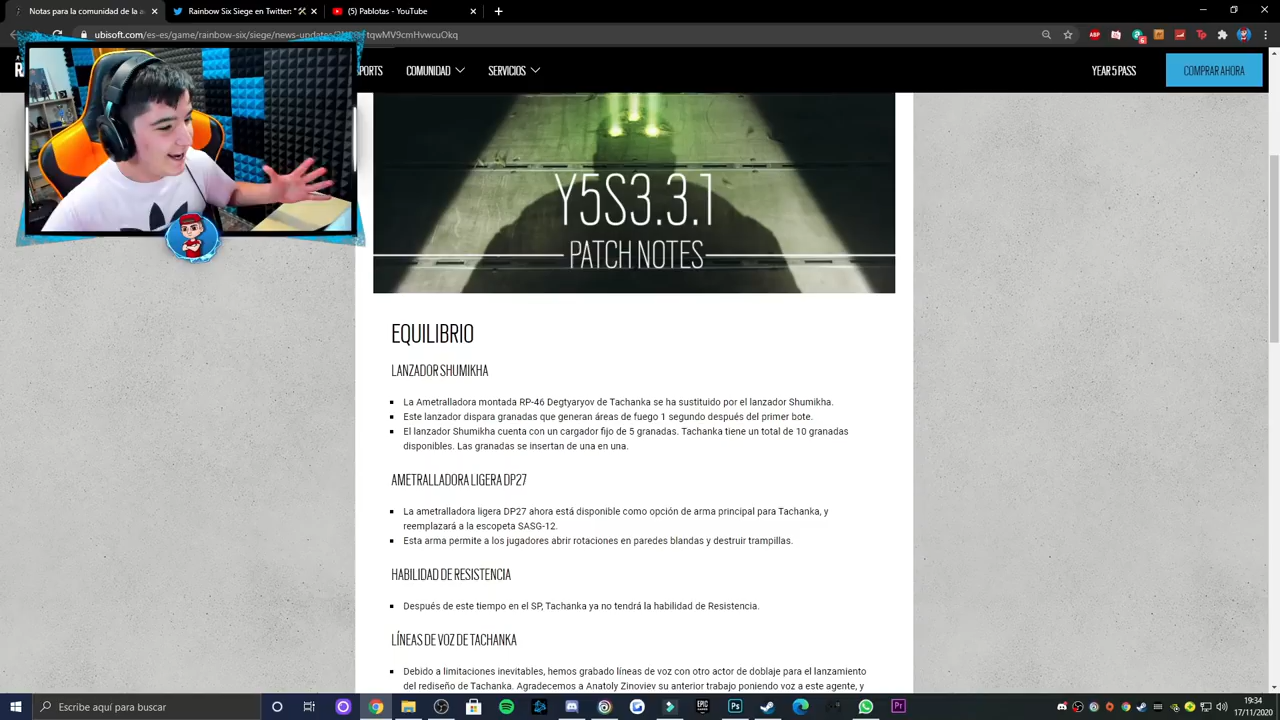 Notas para la comunidad de la a
Rainbow Six Siege en Twitter: "
(5) Pablotas - YouTube
ubisoft.com/es-es/game/rainbow-six/siege/news-updates/
tqwMV9cmHvwcuOkq
COMUNIDAD
SERVICIOS
YEAR 5 PASS
COMPRAR AHORA
Y5S3.3.1
PATCH NOTES
EQUILIBRIO
LANZADOR SHUMIKHA
La Ametralladora montada RP-46 Degtyaryov de Tachanka se ha sustituido por el lanzador Shumikha.
Este lanzador dispara granadas que generan áreas de fuego 1 segundo después del primer bote.
El lanzador Shumikha cuenta con un cargador fijo de 5 granadas. Tachanka tiene un total de 10 granadas
disponibles. Las granadas se insertan de una en una.
AMETRALLADORA LIGERA DP27
La ametralladora ligera DP27 ahora está disponible como opción de arma principal para Tachanka, y
reemplazará a la escopeta SASG-12.
Esta arma permite a los jugadores abrir rotaciones en paredes blandas y destruir trampillas.
HABILIDAD DE RESISTENCIA
Después de este tiempo en el SP, Tachanka ya no tendrá la habilidad de Resistencia.
LÍNEAS DE VOZ DE TACHANKA
Debido a limitaciones inevitables, hemos grabado líneas de voz con otro actor de doblaje para el lanzamiento
del rediseño de Tachanka. Agradecemos a Anatoly Zinoviev su anterior trabajo poniendo voz a este agente, y
Escribe aquí para buscar
19:34
17/11/2020